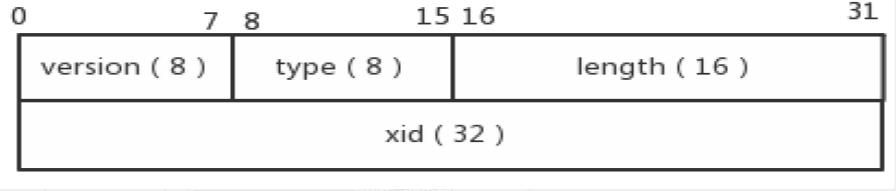 0 7 8 15 16 31
version ( 8 ) type ( 8 ) length ( 16 )
xid ( 32 )